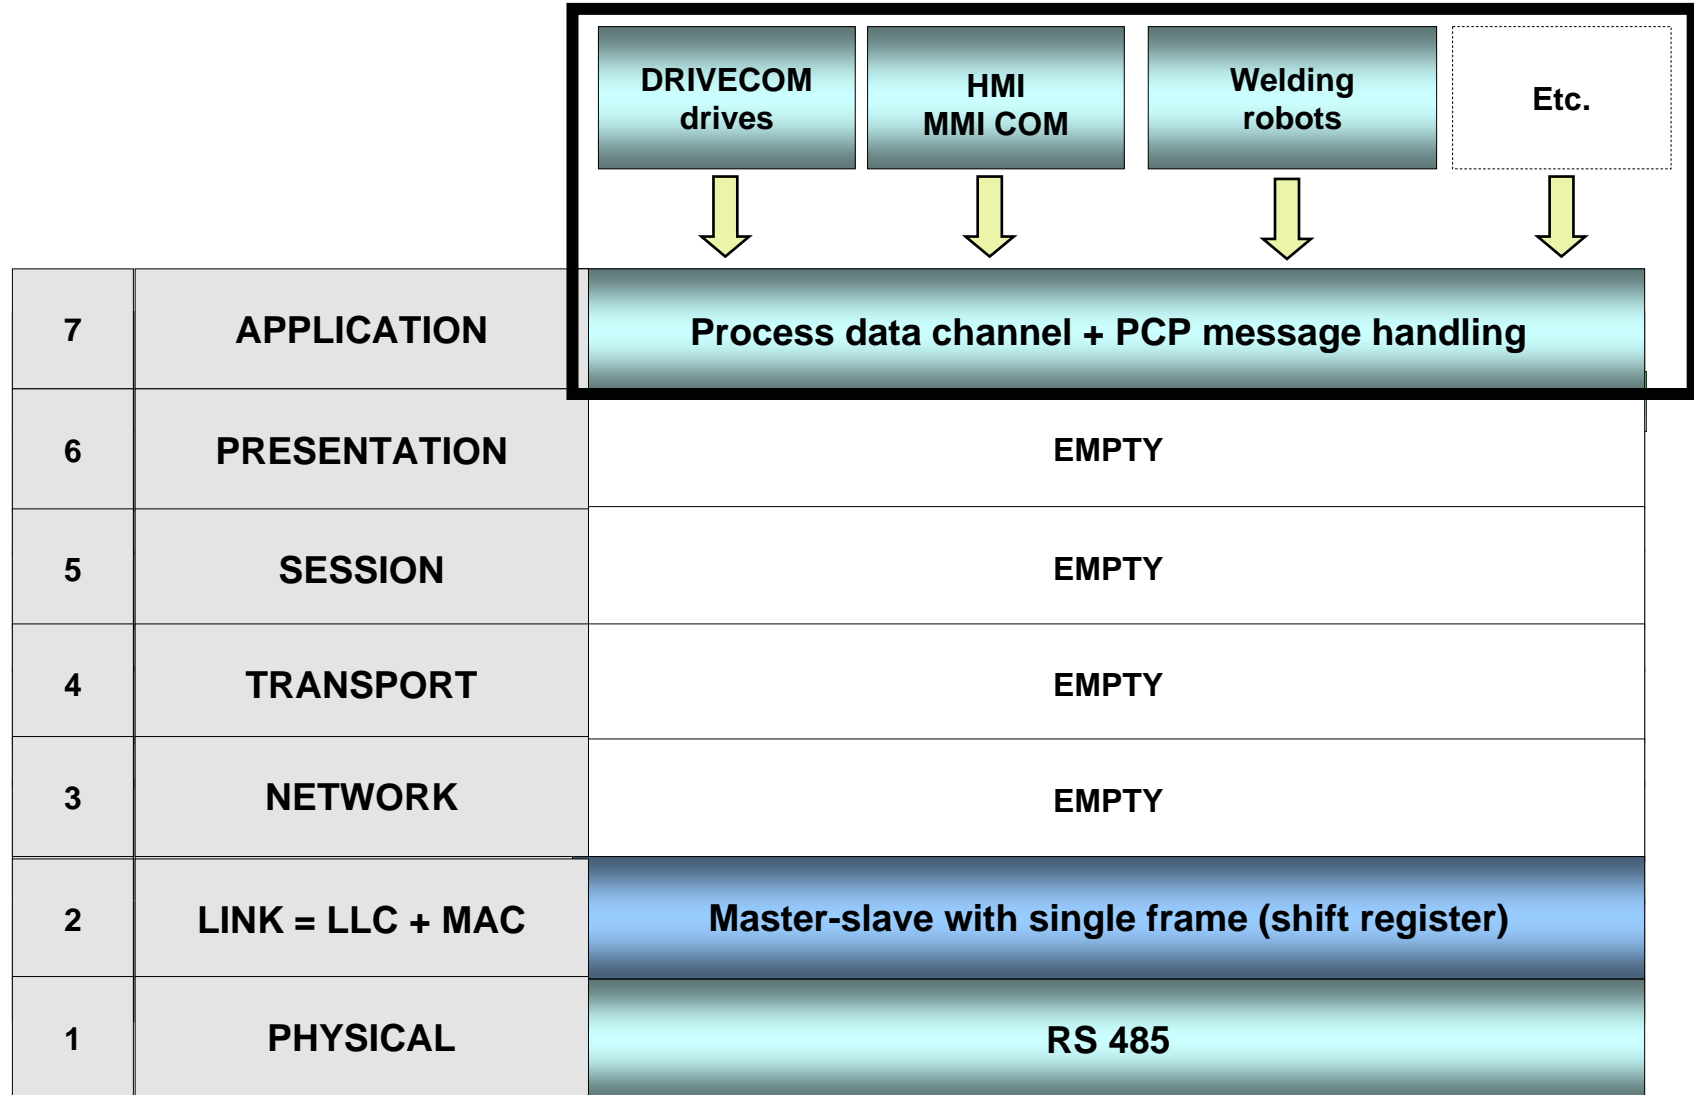 DRIVECOM
drives
HMI
MMI COM
Welding
robots
Etc.
7 APPLICATION Process data channel + PCP message handling
6 PRESENTATION EMPTY
5 SESSION EMPTY
4 TRANSPORT EMPTY
3 NETWORK EMPTY
2 LINK = LLC + MAC Master-slave with single frame (shift register)
1 PHYSICAL RS 485